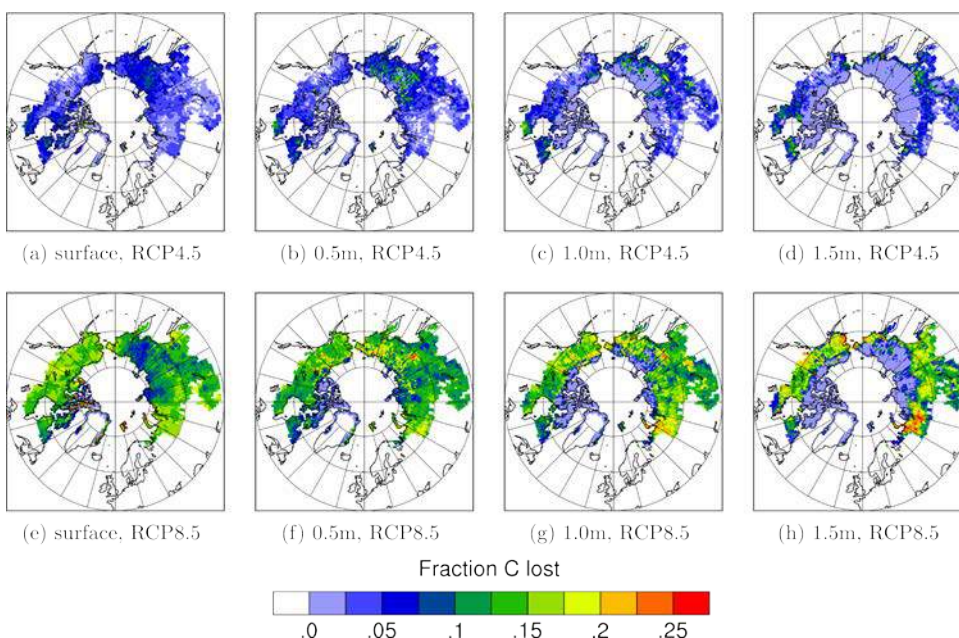 (a) surface, RCP4.5
(b) 0.5m, RCP4.5
(c) 1.0m, RCP4.5
(d) 1.5m, RCP4.5
(e) surface, RCP8.5
(f) 0.5m, RCP8.5
(g) 1.0m, RCP8.5
(h) 1.5m, RCP8.5
Fraction C lost
.0 .05 .1 .15 .2 .25